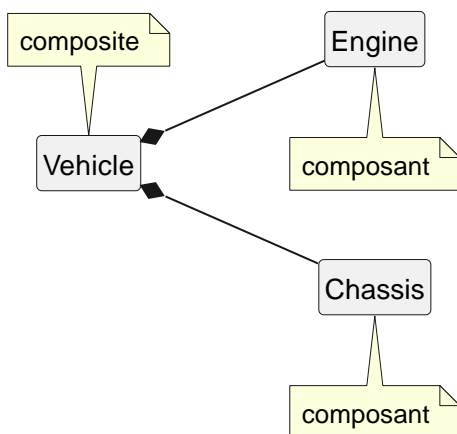 composite
Engine
Vehicle
composant
Chassis
composant